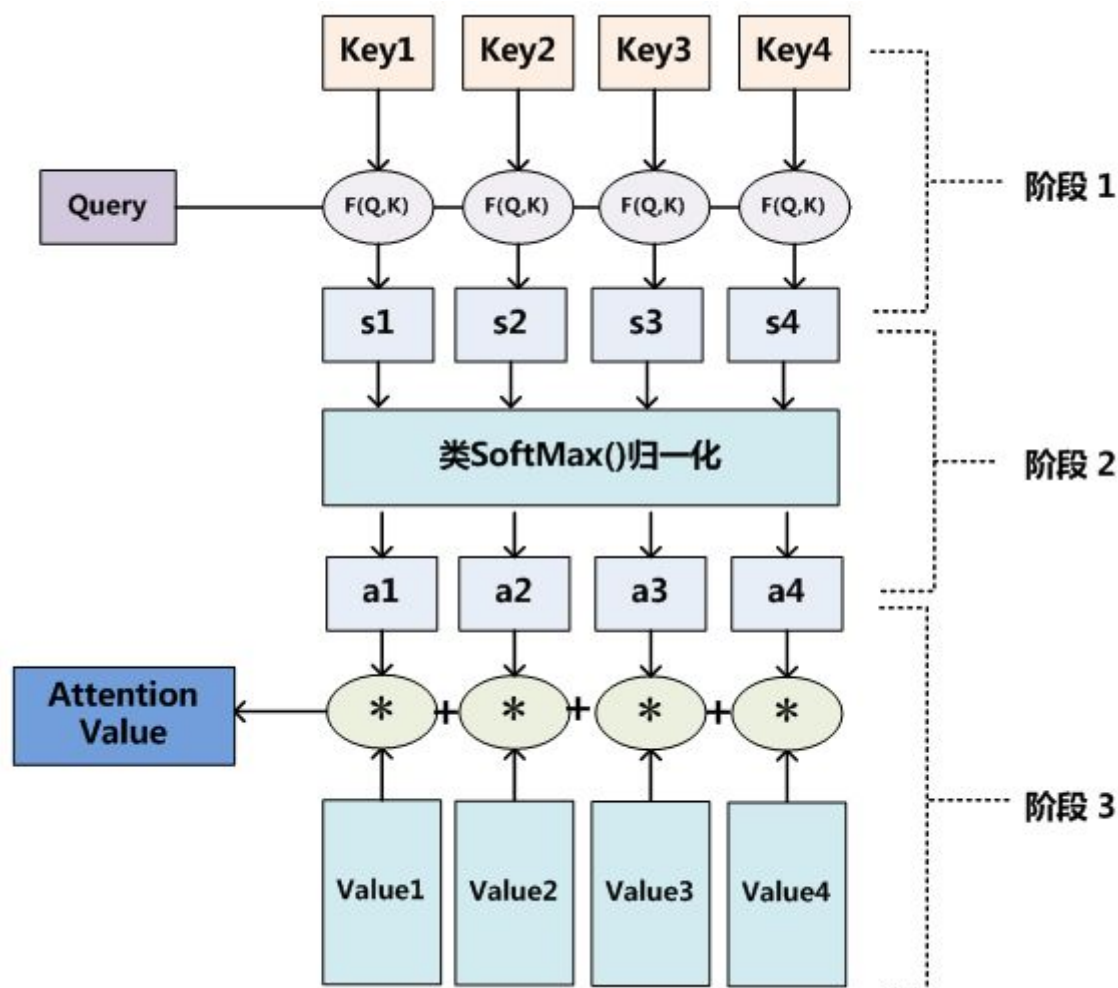 Key1 Key2 Key3 Key4
阶段 1
Query F(Q,K) F(Q,K) F(Q,K) F(Q,K)
s1 s2 s3 s4
类SoftMax()归一化
阶段 2
a1 a2 a3 a4
Attention
Value
* + * + * + *
阶段 3
Value1 Value2 Value3 Value4